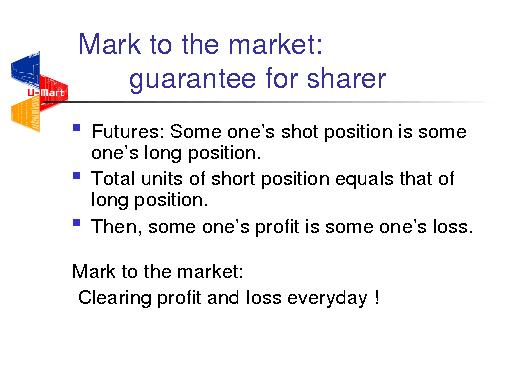 Mark to the market:
guarantee for sharer
U-Mart
Futures: Some one's shot position is some
one's long position.
Total units of short position equals that of
long position.
Then, some one's profit is some one's loss.
Mark to the market:
Clearing profit and loss everyday !